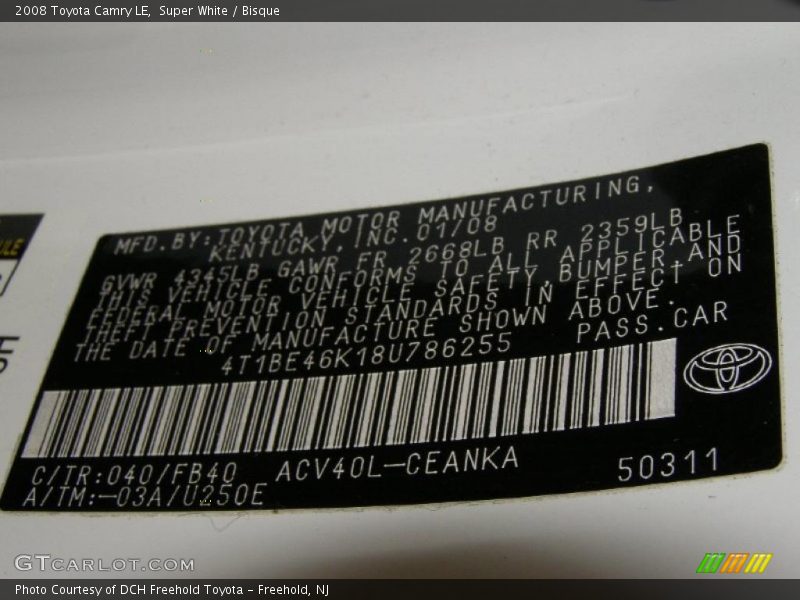 2008 Toyota Camry LE,  Super White / Bisque
MFD.BY:TOYOTA MOTOR MANUFACTURING,
KENTUCKY, INC. 01/08
GVWR 4345LB GAWR FR 2668LB RR 2359LB
THIS VEHICLE CONFORMS TO ALL APPLICABLE
FEDERAL MOTOR VEHICLE SAFETY, BUMPER, AND
THEFT PREVENTION STANDARDS IN EFFECT ON
THE DATE OF MANUFACTURE SHOWN ABOVE.
4T1BE46K18U786255 PASS.CAR
C/TR:040/FB40 ACV40L-CEANKA 50311
A/TM:-03A/U250E
GTCARLOT.COM
Photo Courtesy of DCH Freehold Toyota - Freehold, NJ